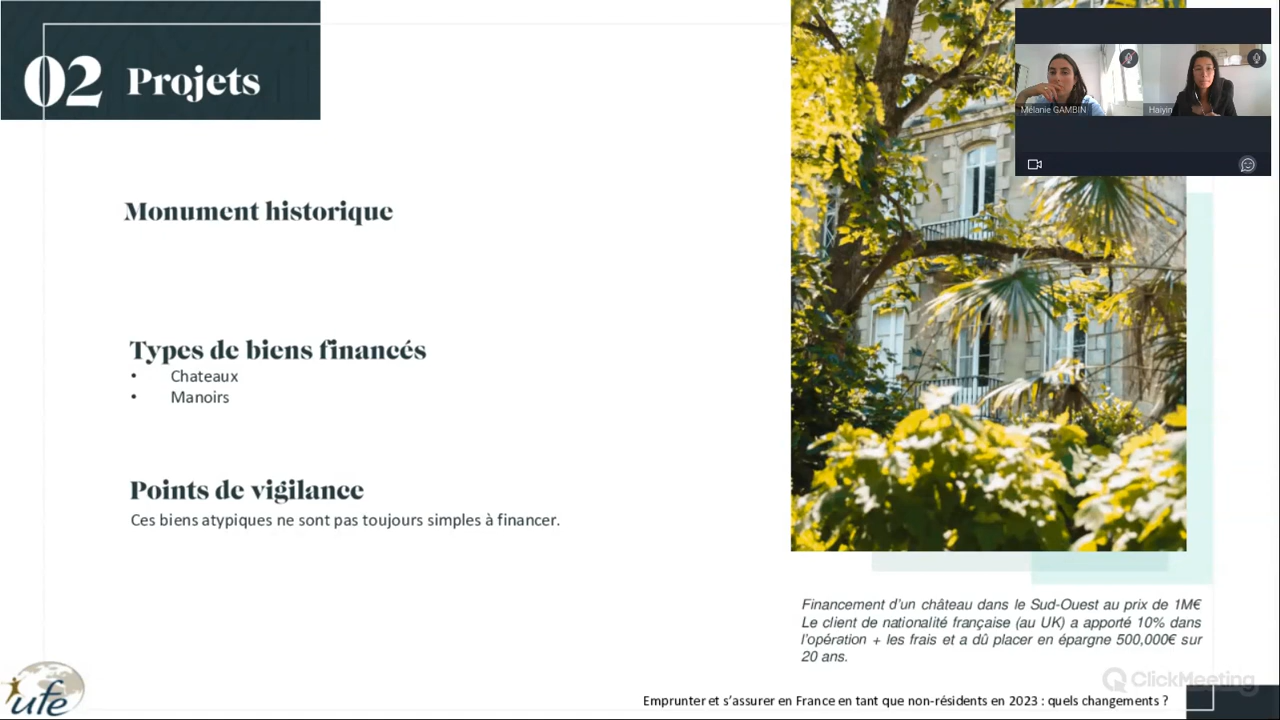 02 Projets
Mélanie GAMBIN
Haiyin
Monument historique
Types de biens financés
• Chateaux
• Manoirs
Points de vigilance
Ces biens atypiques ne sont pas toujours simples à financer.
Financement d'un château dans le Sud-Ouest au prix de 1M€
Le client de nationalité française (au UK) a apporté 10% dans
l'opération + les frais et a dû placer en épargne 500,000€ sur
20 ans.
ClickMeeting
ufe
Emprunter et s'assurer en France en tant que non-résidents en 2023 : quels changements ?